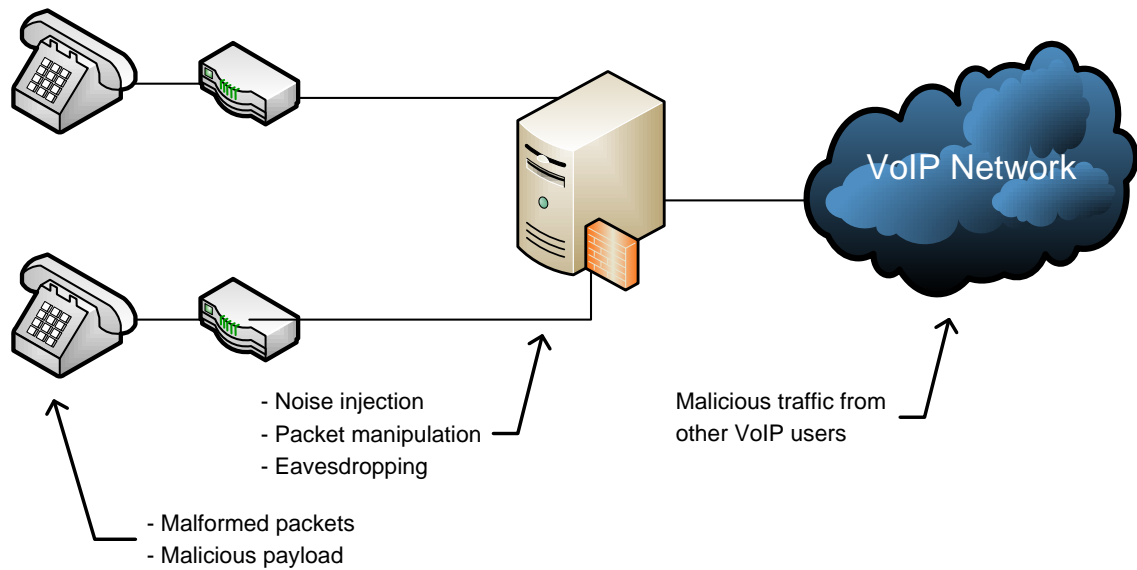 VoIP Network
- Noise injection
- Packet manipulation
- Eavesdropping
Malicious traffic from
other VoIP users
- Malformed packets
- Malicious payload